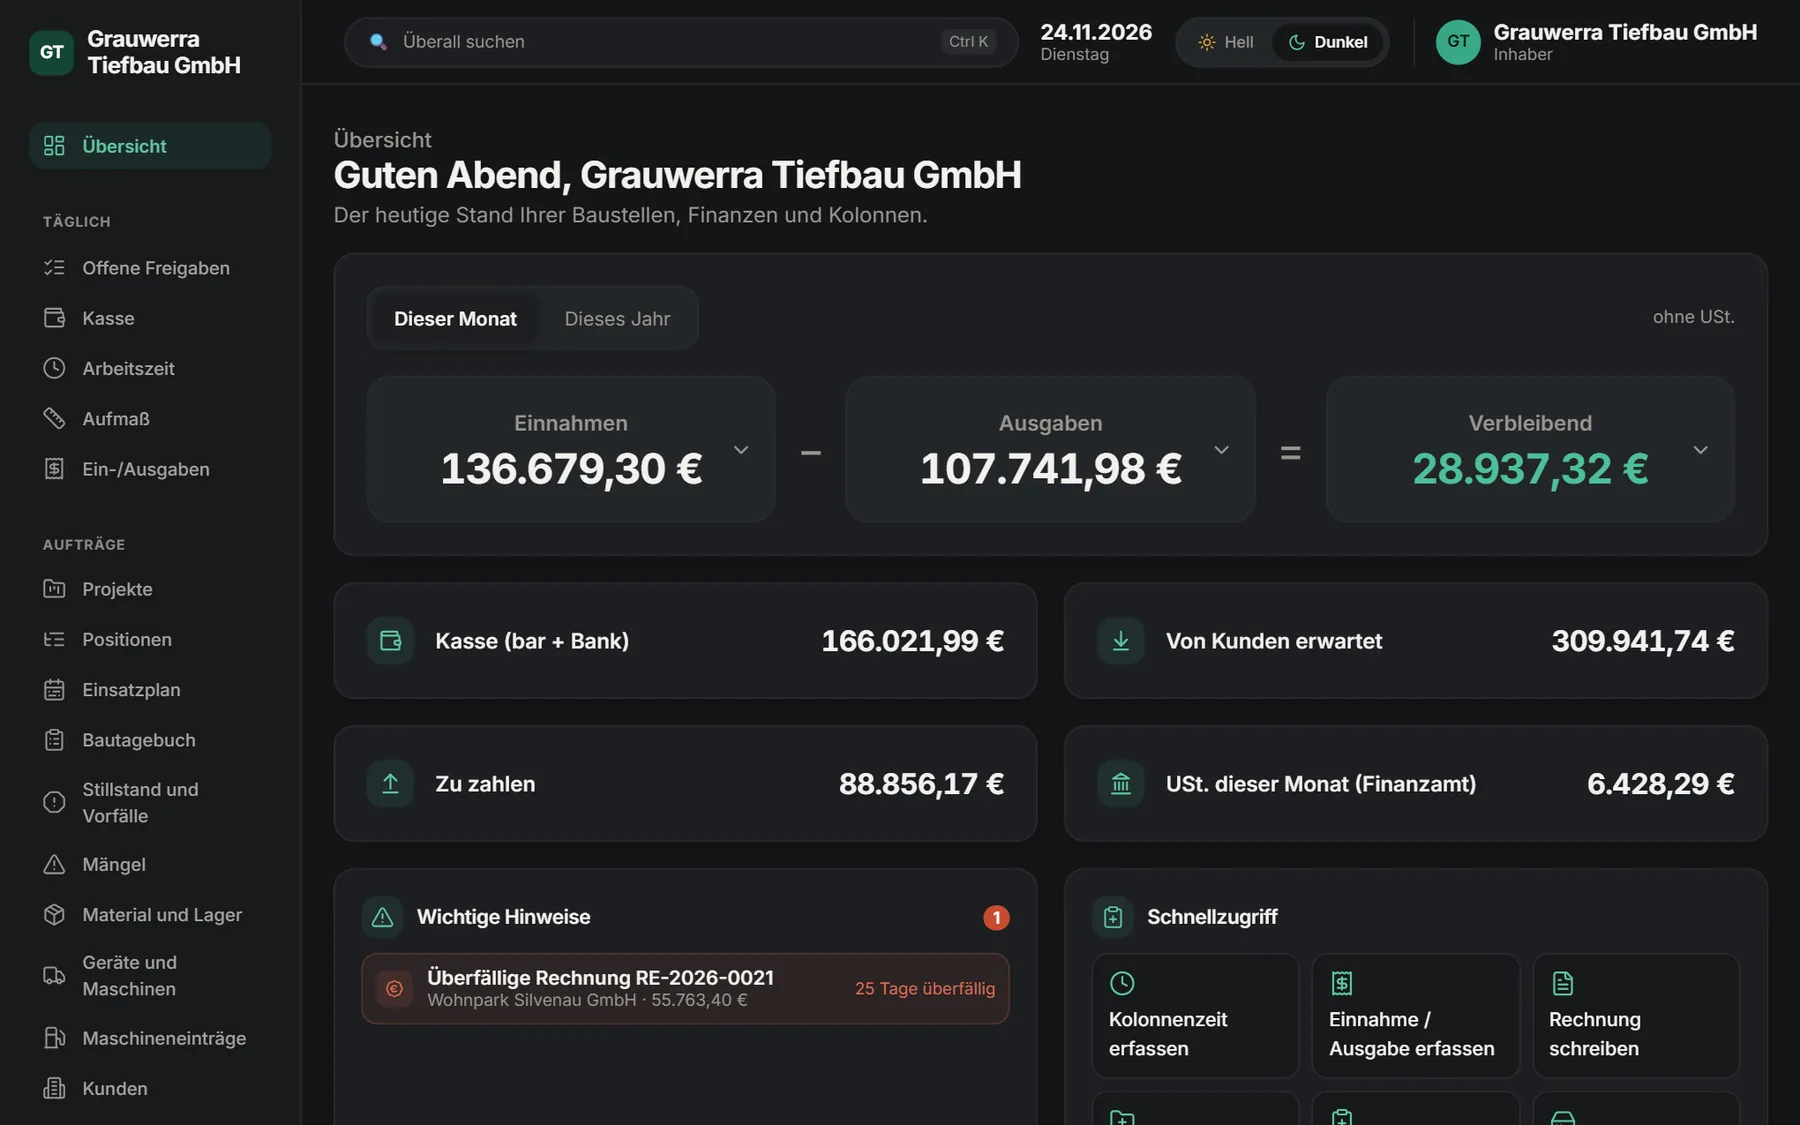 GT
Grauwerra
Tiefbau GmbH
Übersicht
TÄGLICH
Offene Freigaben
Kasse
Arbeitszeit
Aufmaß
Ein-/Ausgaben
AUFTRÄGE
Projekte
Positionen
Einsatzplan
Bautagebuch
Stillstand und
Vorfälle
Mängel
Material und Lager
Geräte und
Maschinen
Maschineneinträge
Kunden
Überall suchen
Ctrl K
24.11.2026
Dienstag
Hell
Dunkel
GT
Grauwerra Tiefbau GmbH
Inhaber
Übersicht
Guten Abend, Grauwerra Tiefbau GmbH
Der heutige Stand Ihrer Baustellen, Finanzen und Kolonnen.
Dieser Monat
Dieses Jahr
ohne USt.
Einnahmen
136.679,30 €
–
Ausgaben
107.741,98 €
=
Verbleibend
28.937,32 €
Kasse (bar + Bank)
166.021,99 €
Von Kunden erwartet
309.941,74 €
Zu zahlen
88.856,17 €
USt. dieser Monat (Finanzamt)
6.428,29 €
Wichtige Hinweise
1
Überfällige Rechnung RE-2026-0021
Wohnpark Silvenau GmbH · 55.763,40 €
25 Tage überfällig
Schnellzugriff
Kolonnenzeit
erfassen
Einnahme /
Ausgabe erfassen
Rechnung
schreiben